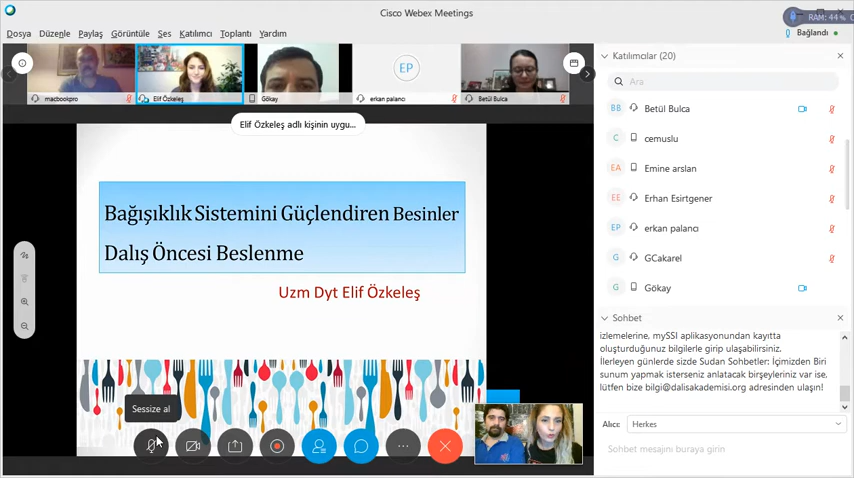 Cisco Webex Meetings
RAM: 44 %
Dosya Düzenle Paylaş Görüntüle Ses Katılımcı Toplantı Yardım
Bağlandı
macbookpro
Elif Özkeleş
Gökay
EP
erkan palancı
Betül Bulca
Elif Özkeleş adlı kişinin uygu...
Bağışıklık Sistemini Güçlendiren Besinler
Dalış Öncesi Beslenme
Uzm Dyt Elif Özkeleş
Sessize al
Katılımcılar (20)
Ara
BB Betül Bulca
C cemuslu
EA Emine arslan
EE Erhan Esirtgener
EP erkan palancı
G GCakarel
G Gökay
Sohbet
izlemelerine, mySSI aplikasyonundan kayıtta
oluşturduğunuz bilgilerle girip ulaşabilirsiniz.
İlerleyen günlerde sizde Sudan Sohbetler: İçimizden Biri
sunum yapmak isterseniz anlatacak birşeyleriz var ise,
lütfen bize bilgi@dalisakademisi.org adresinden ulaşın!
Alıcı: Herkes
Sohbet mesajını buraya girin